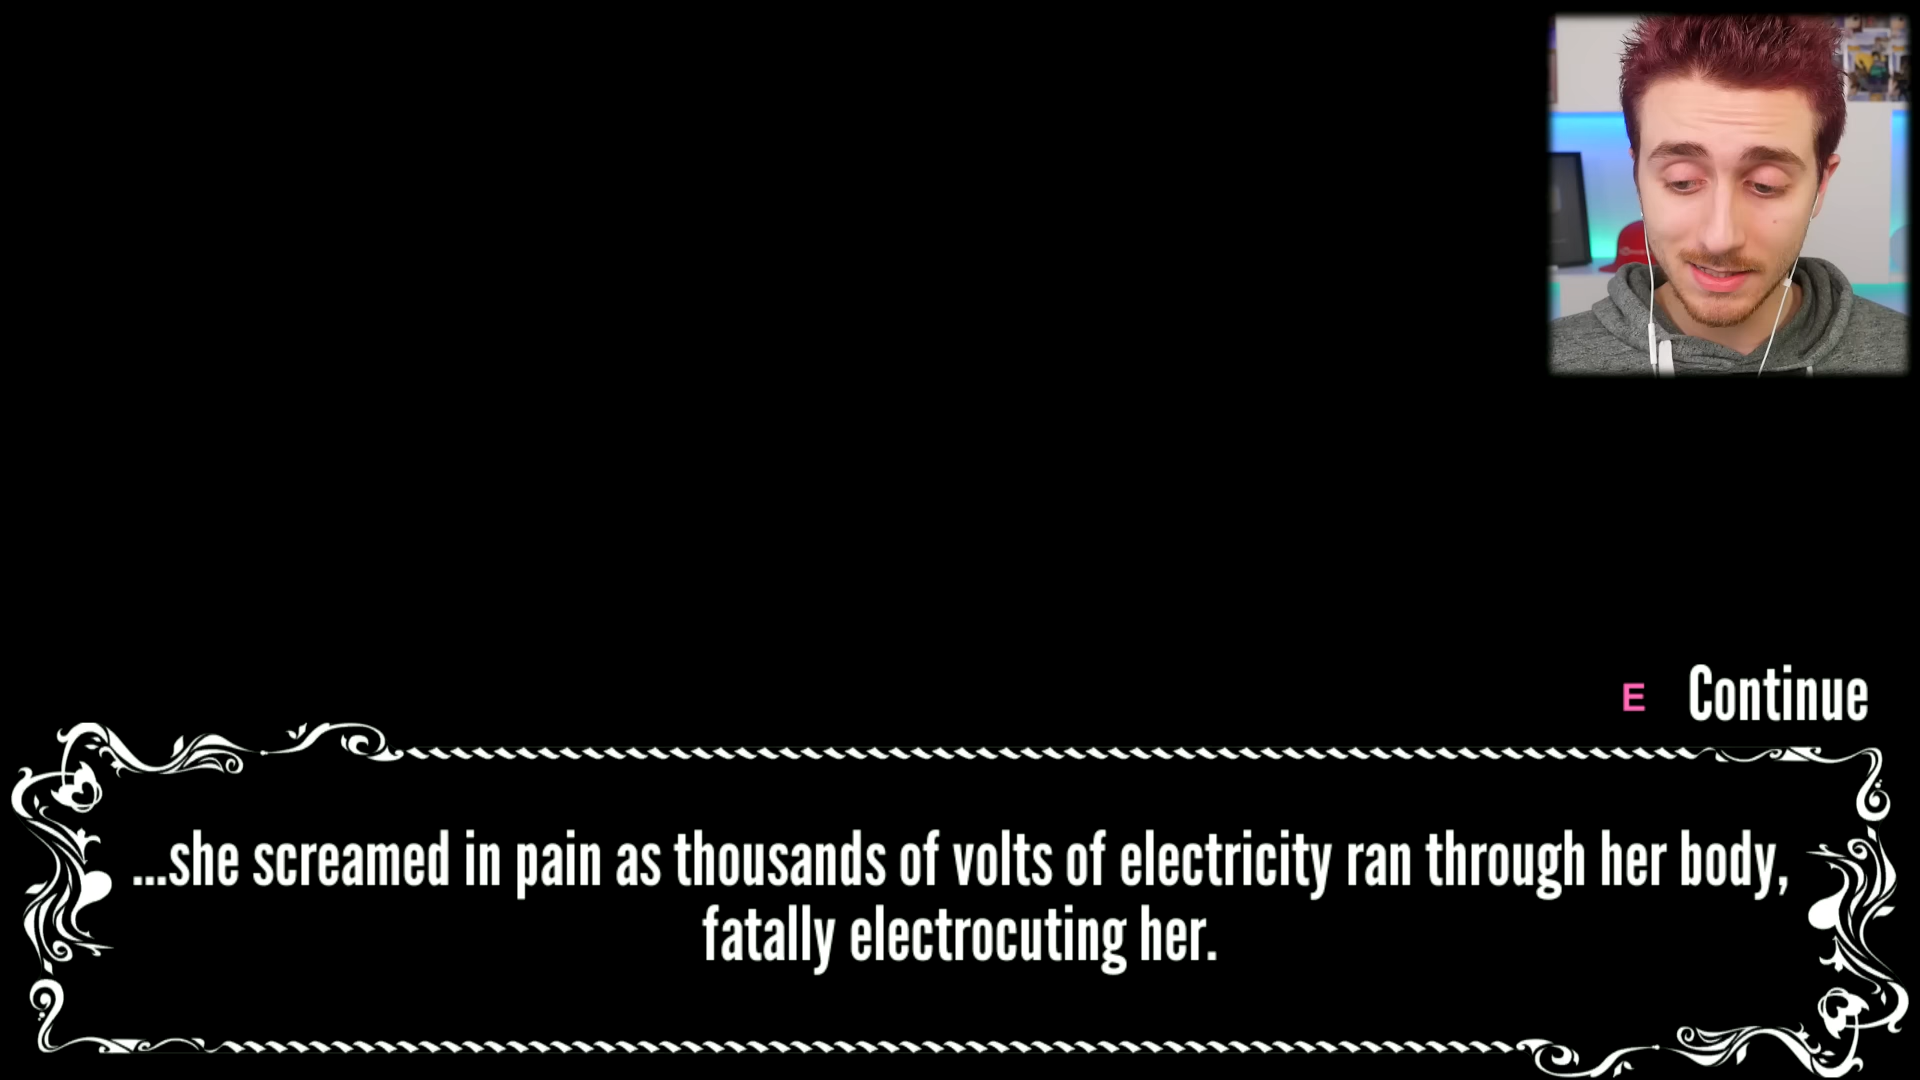 E Continue
...she screamed in pain as thousands of volts of electricity ran through her body,
fatally electrocuting her.